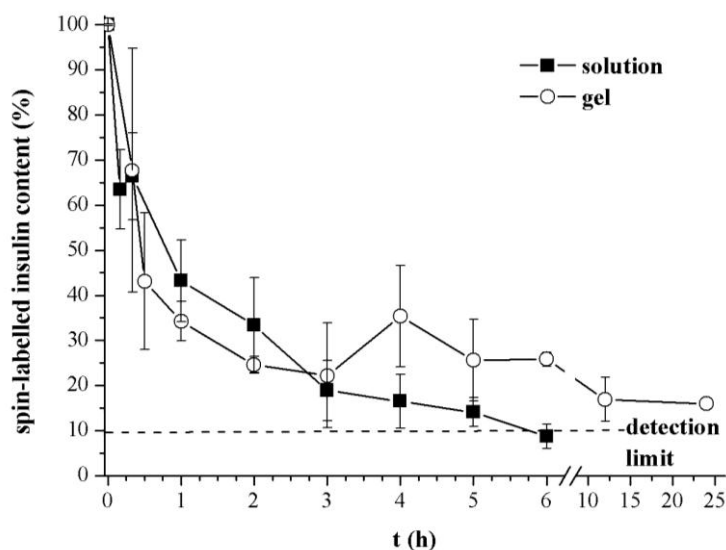 100
90
80
70
60
50
40
30
20
10
0
spin-labelled insulin content (%)
solution
gel
detection
limit
0 1 2 3 4 5 6 10 15 20 25
t (h)